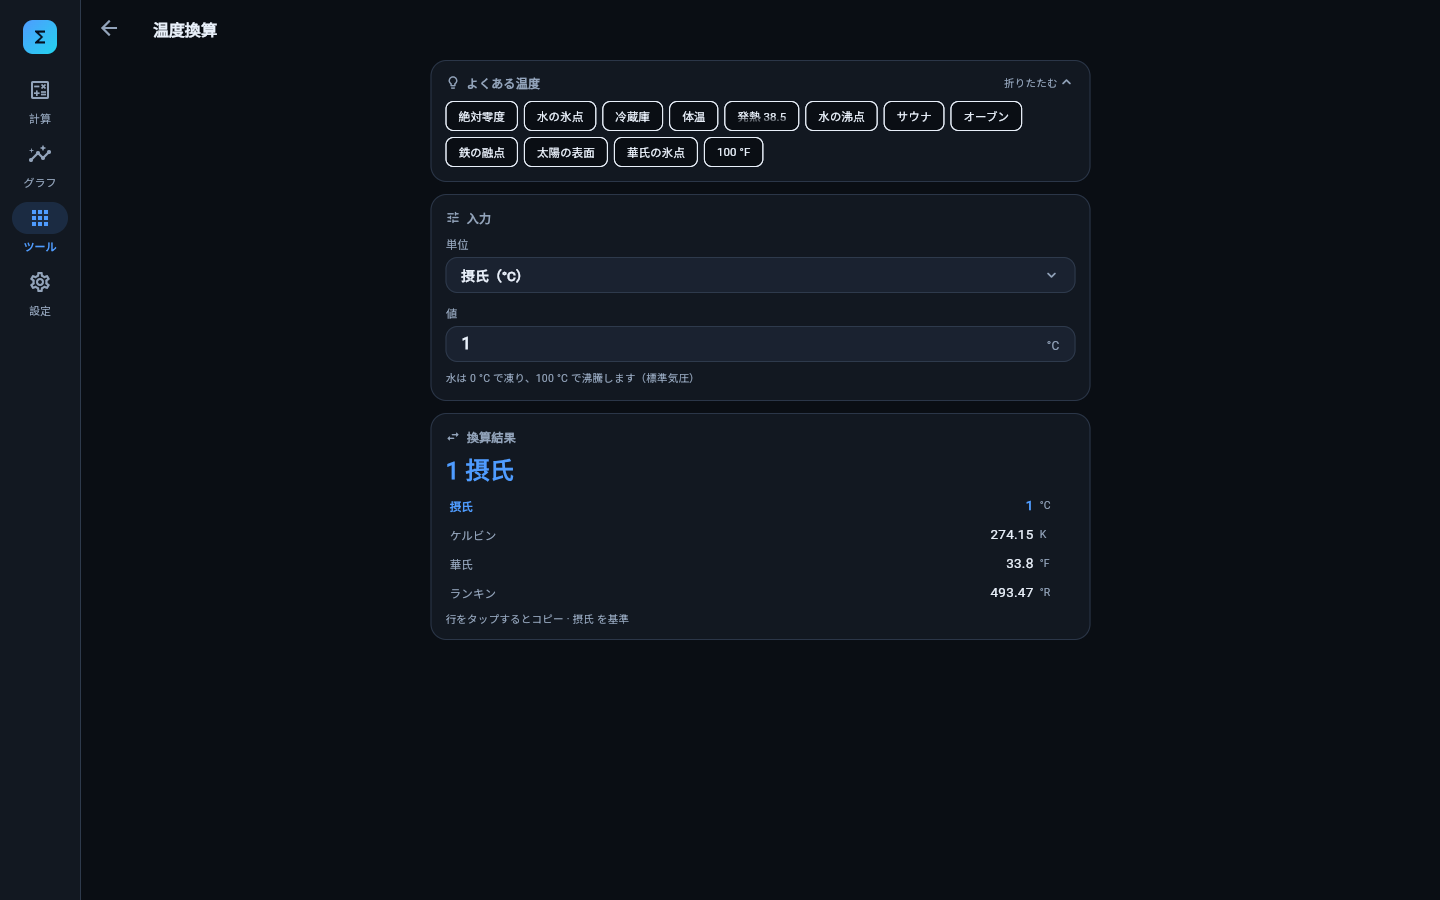 Σ
計算
グラフ
ツール
設定
温度換算
よくある温度
折りたたむ
絶対零度 水の氷点 冷蔵庫 体温 発熱 38.5 水の沸点 サウナ オーブン
鉄の融点 太陽の表面 華氏の氷点 100 °F
入力
単位
摂氏（°C）
値
1 °C
水は 0 °C で凍り、100 °C で沸騰します（標準気圧）
換算結果
1 摂氏
摂氏 1 °C
ケルビン 274.15 K
華氏 33.8 °F
ランキン 493.47 °R
行をタップするとコピー · 摂氏 を基準